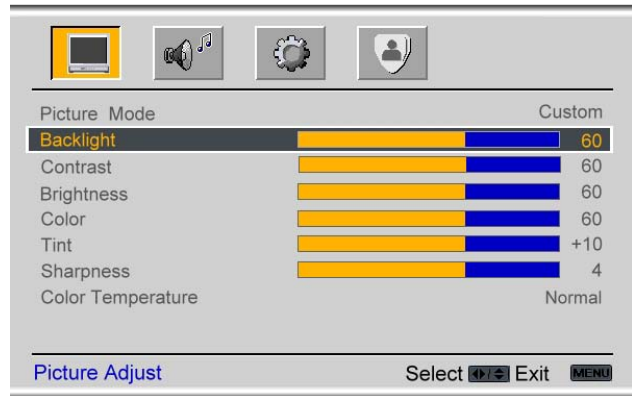 Picture Mode Custom
Backlight 60
Contrast 60
Brightness 60
Color 60
Tint +10
Sharpness 4
Color Temperature Normal
Picture Adjust Select / Exit MENU